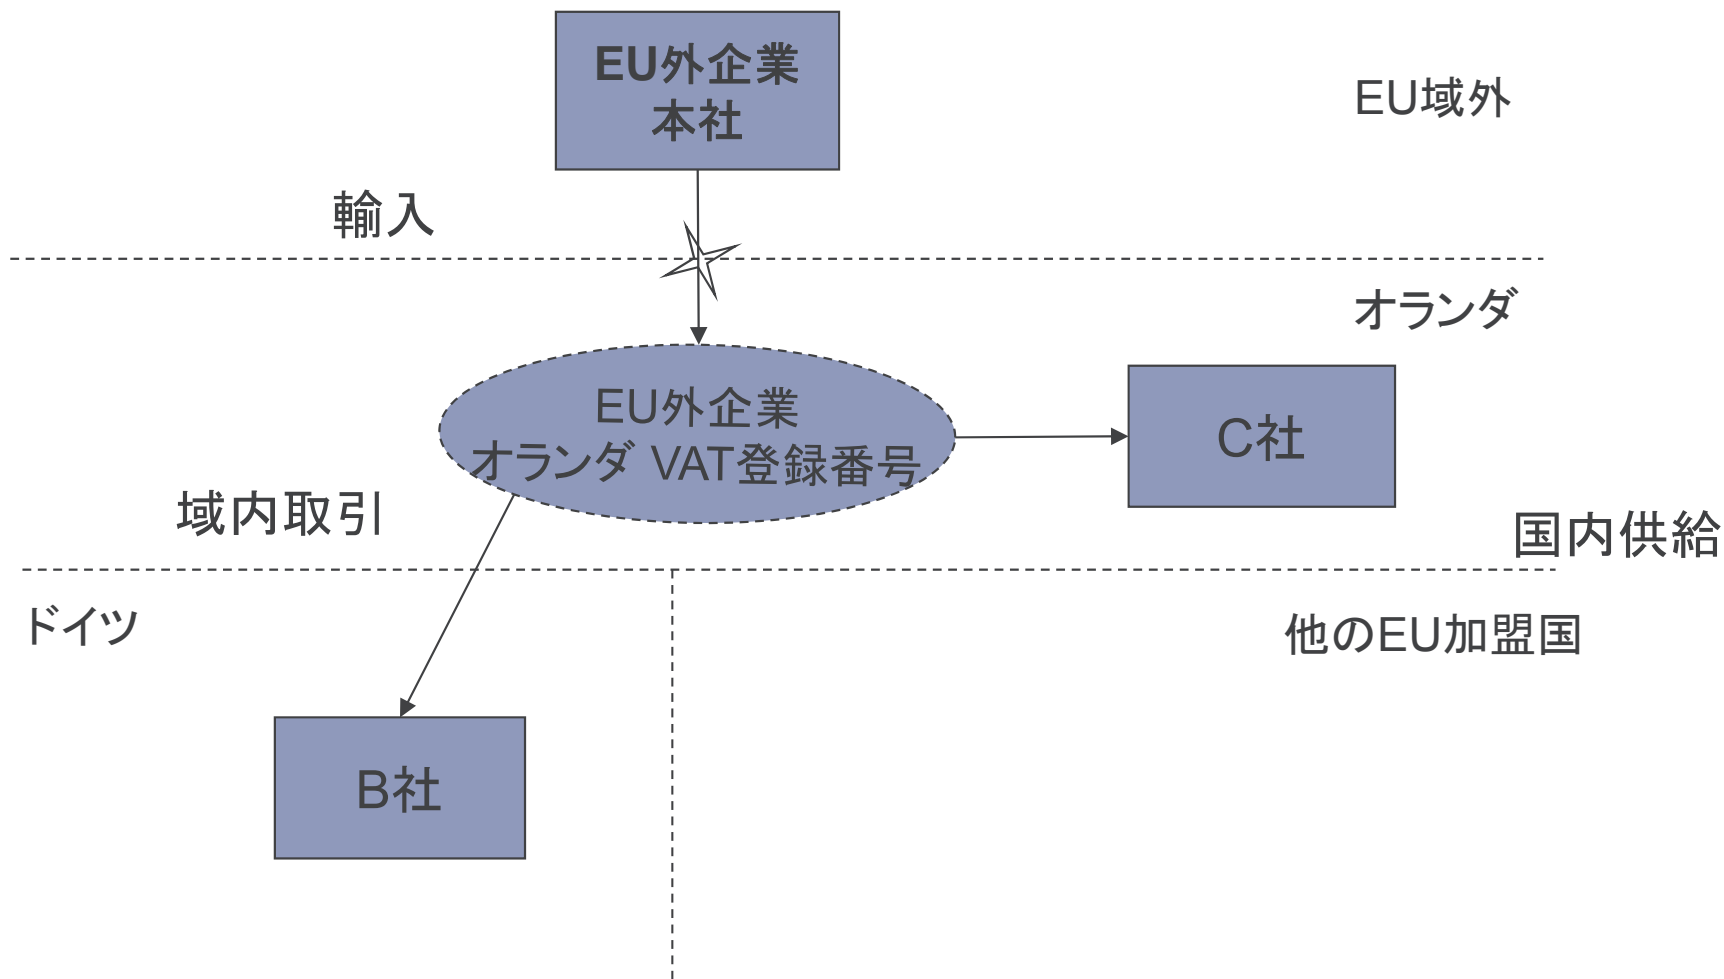 EU外企業
本社
EU域外
輸入
オランダ
EU外企業
オランダ VAT登録番号
C社
域内取引
国内供給
ドイツ
他のEU加盟国
B社